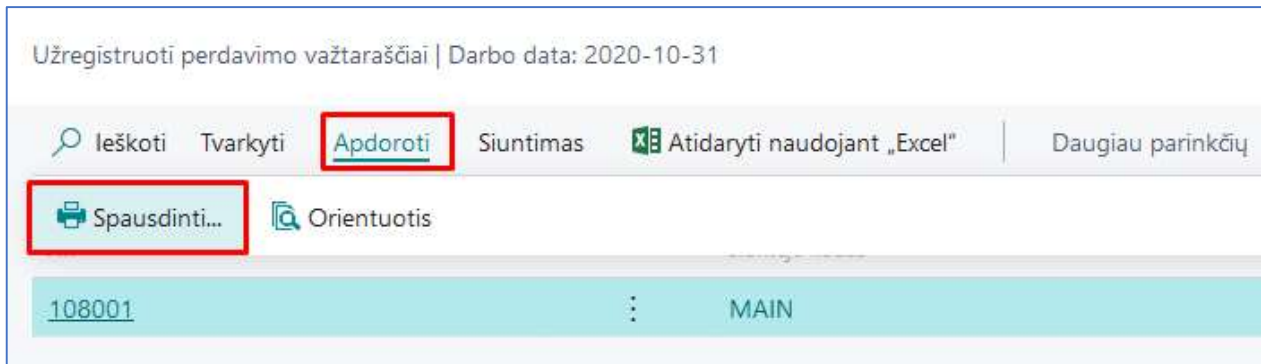 Užregistruoti perdavimo važtaraščiai | Darbo data: 2020-10-31
Ieškoti Tvarkyti Apdoroti Siuntimas Atidaryti naudojant „Excel“ Daugiau parinkčių
Spausdinti... Orientuotis
108001 MAIN